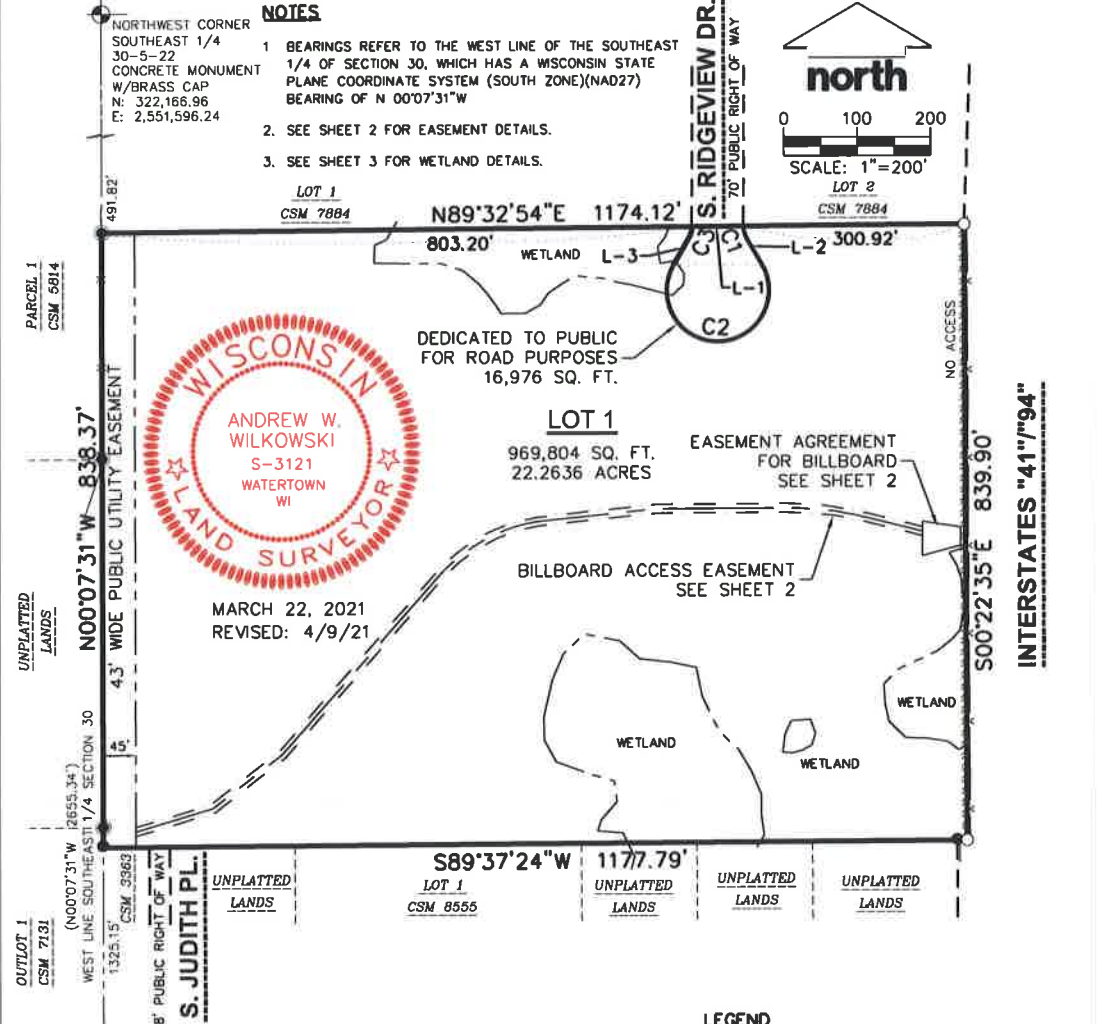 NOTES
NORTHWEST CORNER
SOUTHEAST 1/4
30-5-22
CONCRETE MONUMENT
W/BRASS CAP
N: 322,166.96
E: 2,551,596.24
1 BEARINGS REFER TO THE WEST LINE OF THE SOUTHEAST
1/4 OF SECTION 30, WHICH HAS A WISCONSIN STATE
PLANE COORDINATE SYSTEM (SOUTH ZONE)(NAD27)
BEARING OF N 00°07'31"W
2. SEE SHEET 2 FOR EASEMENT DETAILS.
3. SEE SHEET 3 FOR WETLAND DETAILS.
S. RIDGEVIEW DR.
70' PUBLIC RIGHT OF WAY
north
0 100 200
SCALE: 1"=200'
491.82'
LOT 1
CSM 7884
LOT 2
CSM 7884
N89°32'54"E 1174.12'
803.20'
WETLAND
L-3
C3
C1
L-2
300.92'
L-1
C2
PARCEL 1
CSM 5814
DEDICATED TO PUBLIC
FOR ROAD PURPOSES
16,976 SQ. FT.
NO ACCESS
WISCONSIN
ANDREW W.
WILKOWSKI
S-3121
WATERTOWN
WI
LAND SURVEYOR
LOT 1
969,804 SQ. FT.
22.2636 ACRES
EASEMENT AGREEMENT
FOR BILLBOARD
SEE SHEET 2
N00°07'31"W 838.37'
43' WIDE PUBLIC UTILITY EASEMENT
S00°22'35"E 839.90'
INTERSTATES "41"/"94"
BILLBOARD ACCESS EASEMENT
SEE SHEET 2
MARCH 22, 2021
REVISED: 4/9/21
UNPLATTED
LANDS
WETLAND
WETLAND
WETLAND
45'
(N00°07'31"W 2655.34')
WEST LINE SOUTHEAST 1/4 SECTION 30
1325.15'
CSM 3363
S89°37'24"W 1177.79'
UNPLATTED
LANDS
LOT 1
CSM 8555
UNPLATTED
LANDS
UNPLATTED
LANDS
UNPLATTED
LANDS
OUTLOT 1
CSM 7131
8' PUBLIC RIGHT OF WAY
S. JUDITH PL.
LEGEND